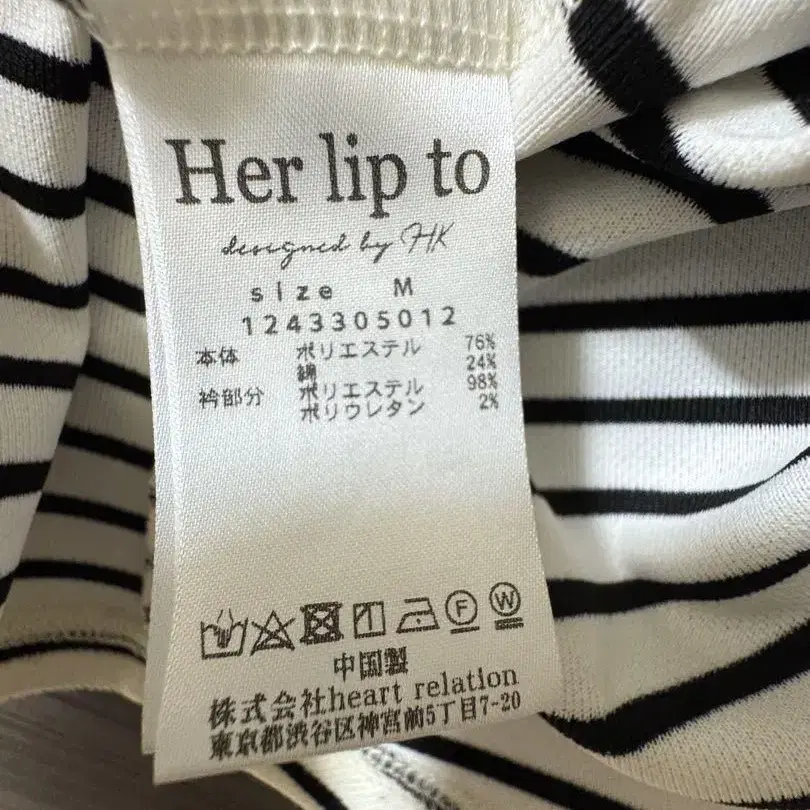 Her lip to
designed by HK
size M
1243305012
本体 ポリエステル 76%
綿 24%
衿部分 ポリエステル 98%
ポリウレタン 2%
F W
中国製
株式会社heart relation
東京都渋谷区神宮前5丁目7-20